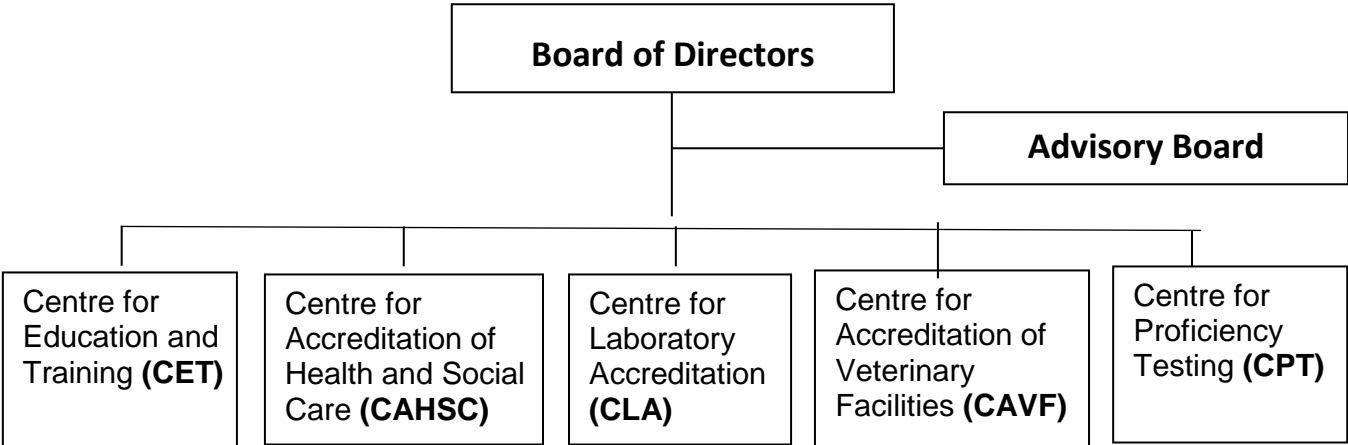 Board of Directors
Advisory Board
Centre for
Education and
Training (CET)
Centre for
Accreditation of
Health and Social
Care (CAHSC)
Centre for
Laboratory
Accreditation
(CLA)
Centre for
Accreditation of
Veterinary
Facilities (CAVF)
Centre for
Proficiency
Testing (CPT)